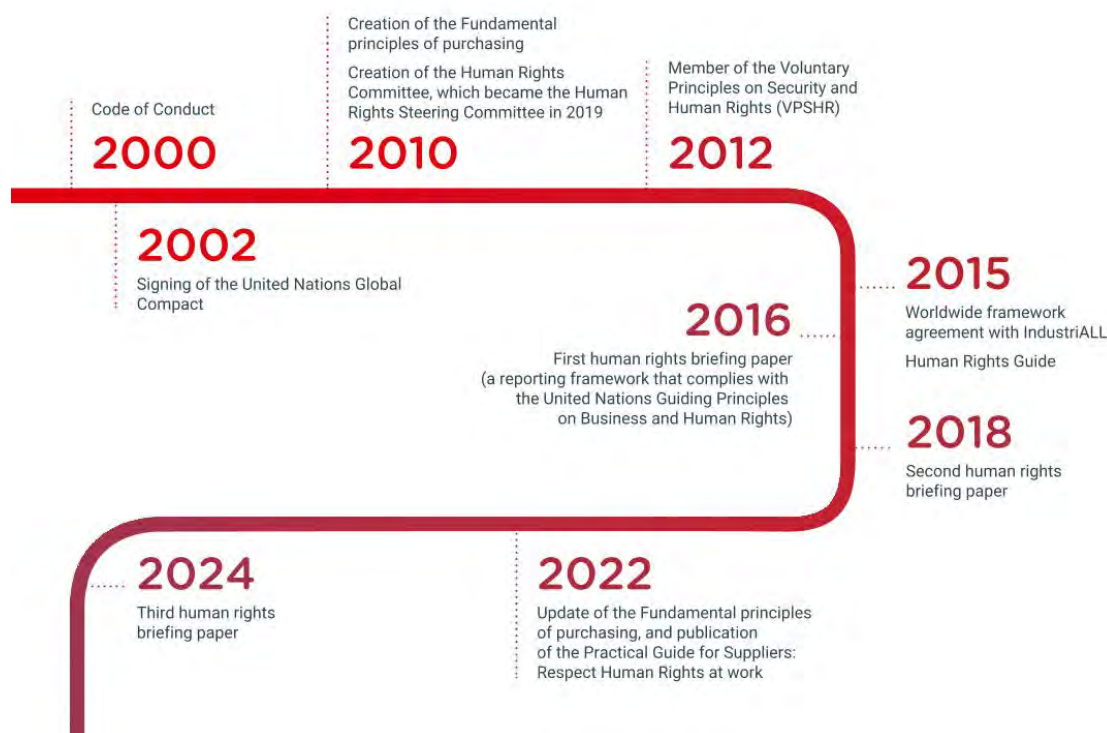 Code of Conduct
2000
2002
Signing of the United Nations Global
Compact
Creation of the Fundamental
principles of purchasing
Creation of the Human Rights
Committee, which became the Human
Rights Steering Committee in 2019
2010
Member of the Voluntary
Principles on Security and
Human Rights (VPSHR)
2012
2015
Worldwide framework
agreement with IndustriALL
Human Rights Guide
2016
First human rights briefing paper
(a reporting framework that complies with
the United Nations Guiding Principles
on Business and Human Rights)
2018
Second human rights
briefing paper
2022
Update of the Fundamental principles
of purchasing, and publication
of the Practical Guide for Suppliers:
Respect Human Rights at work
2024
Third human rights
briefing paper